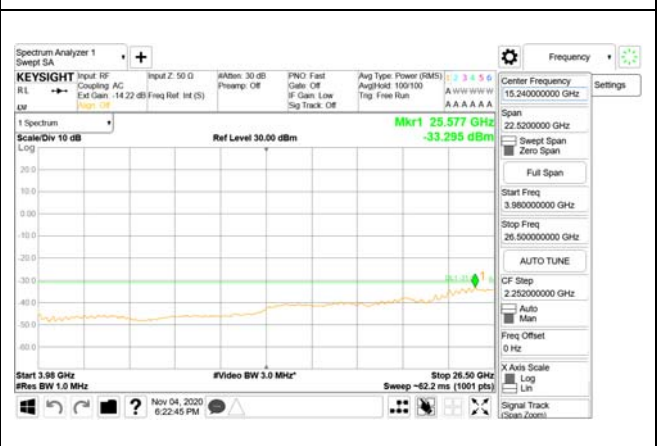 Spectrum Analyzer 1
Swept SA
+
Frequency
KEYSIGHT
RL
Input: RF
Coupling: AC
Ext Gain: -14.22 dB
Align: Off
Input Z: 50 Ω
Freq Ref: Int (S)
#Atten: 30 dB
Preamp: Off
PNO: Fast
Gate: Off
IF Gain: Low
Sig Track: Off
Avg Type: Power (RMS)
Avg|Hold: 100/100
Trig: Free Run
1 2 3 4 5 6
A W W W W W
A A A A A A
1 Spectrum
Scale/Div 10 dB
Ref Level 30.00 dBm
Mkr1 25.577 GHz
-33.295 dBm
Log
20.0
10.0
0.00
-10.0
-20.0
-30.0
-40.0
-50.0
-60.0
1
Start 3.98 GHz
#Res BW 1.0 MHz
#Video BW 3.0 MHz*
Stop 26.50 GHz
Sweep ~62.2 ms (1001 pts)
Nov 04, 2020
6:22:45 PM
Center Frequency
15.240000000 GHz
Settings
Span
22.5200000 GHz
Swept Span
Zero Span
Full Span
Start Freq
3.980000000 GHz
Stop Freq
26.500000000 GHz
AUTO TUNE
CF Step
2.252000000 GHz
Auto
Man
Freq Offset
0 Hz
X Axis Scale
Log
Lin
Signal Track
(Span Zoom)